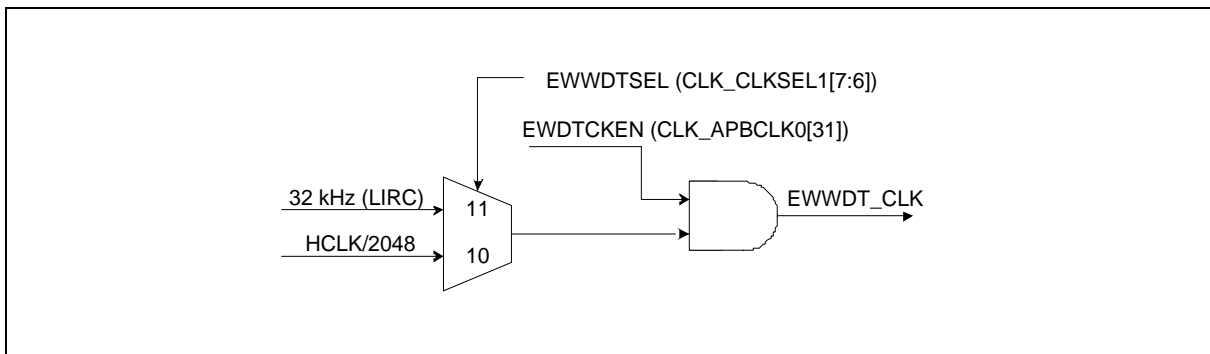 EWWDTSEL (CLK_CLKSEL1[7:6])
EWDTCKEN (CLK_APBCLK0[31])
32 kHz (LIRC)
11
EWWDT_CLK
HCLK/2048
10